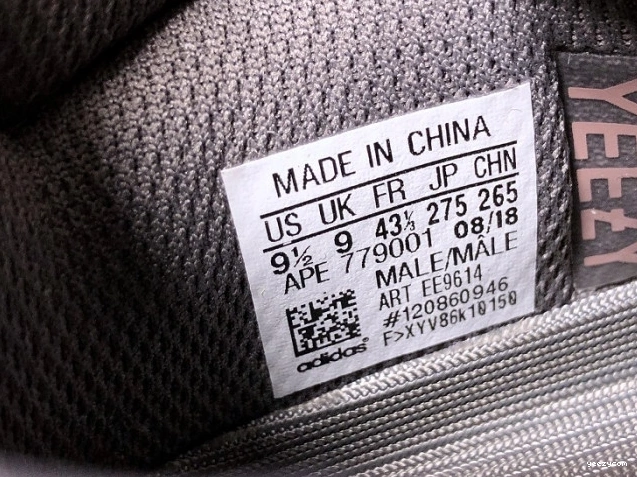 MADE IN CHINA
US UK FR JP CHN
9½ 9 43⅓ 275 265
APE 779001 08/18
MALE/MÂLE
ART EE9614
#120860946
F>XYV86k10150
adidas®
YEEZY